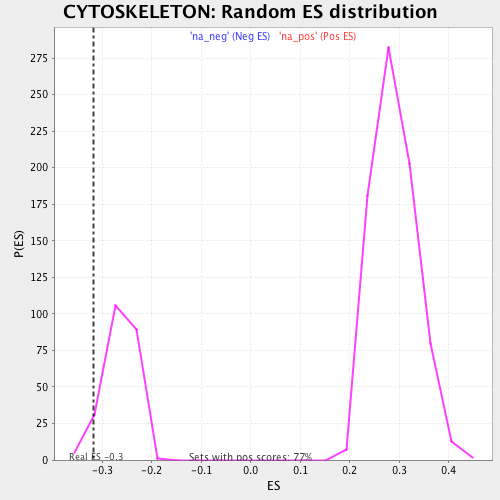 CYTOSKELETON: Random ES distribution
'na_neg' (Neg ES) 'na_pos' (Pos ES)
275
250
225
200
175
150
125
100
75
50
25
0
P(ES)
Real ES -0.3
Sets with pos scores: 77%
-0.3 -0.2 -0.1 0.0 0.1 0.2 0.3 0.4
ES